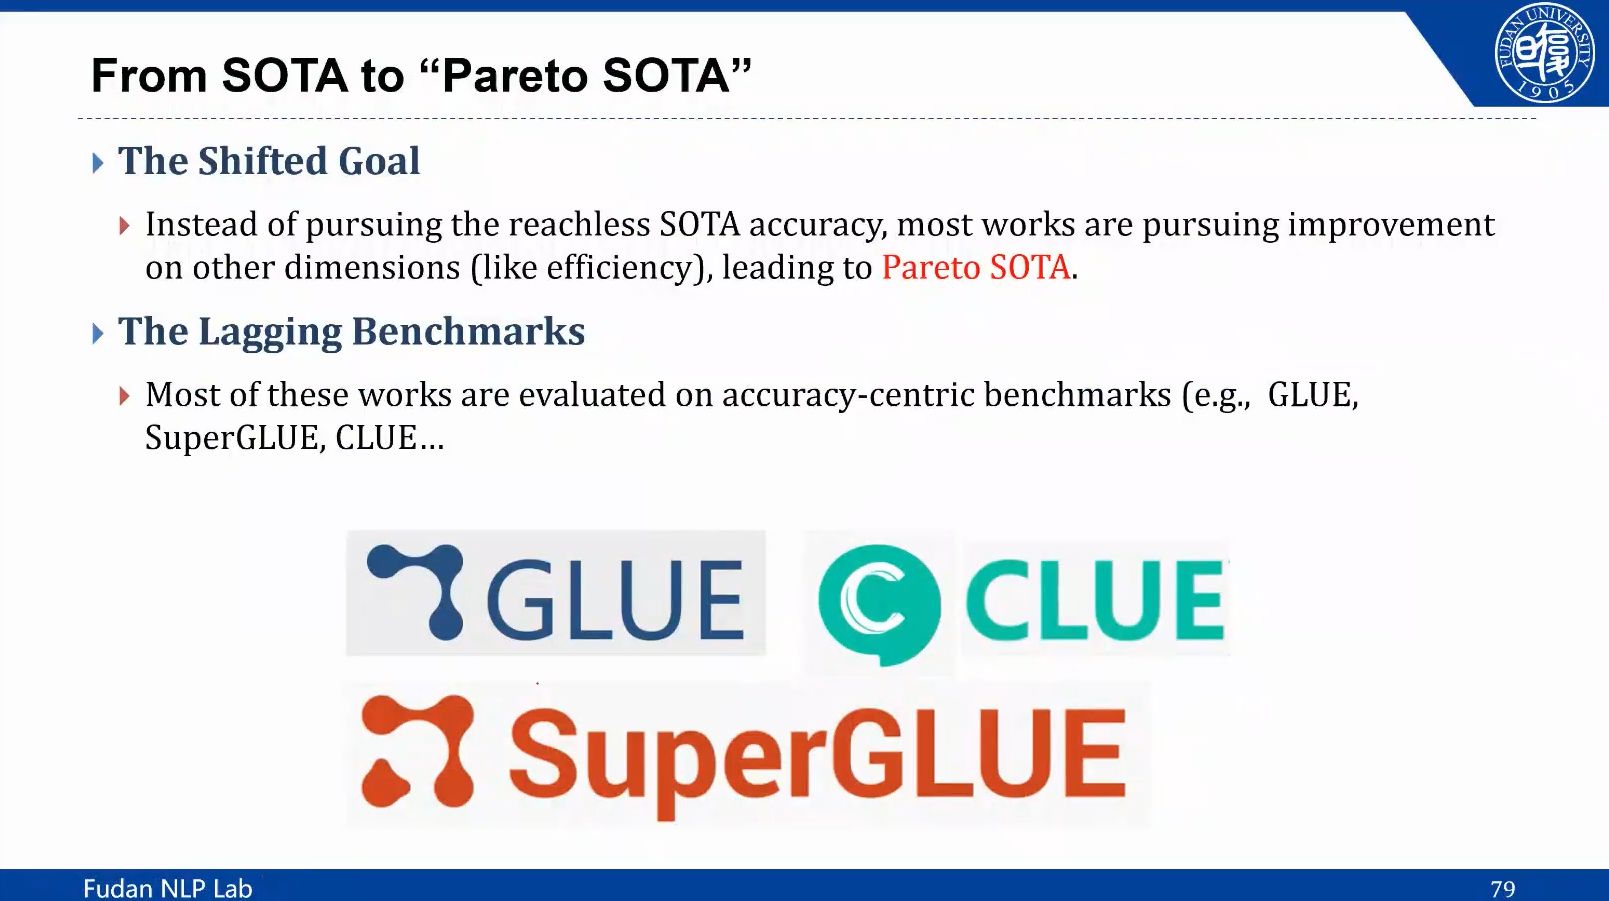 From SOTA to “Pareto SOTA”
FUDAN UNIVERSITY
1905
The Shifted Goal
Instead of pursuing the reachless SOTA accuracy, most works are pursuing improvement
on other dimensions (like efficiency), leading to Pareto SOTA.
The Lagging Benchmarks
Most of these works are evaluated on accuracy-centric benchmarks (e.g., GLUE,
SuperGLUE, CLUE…
GLUE
C CLUE
SuperGLUE
Fudan NLP Lab
79